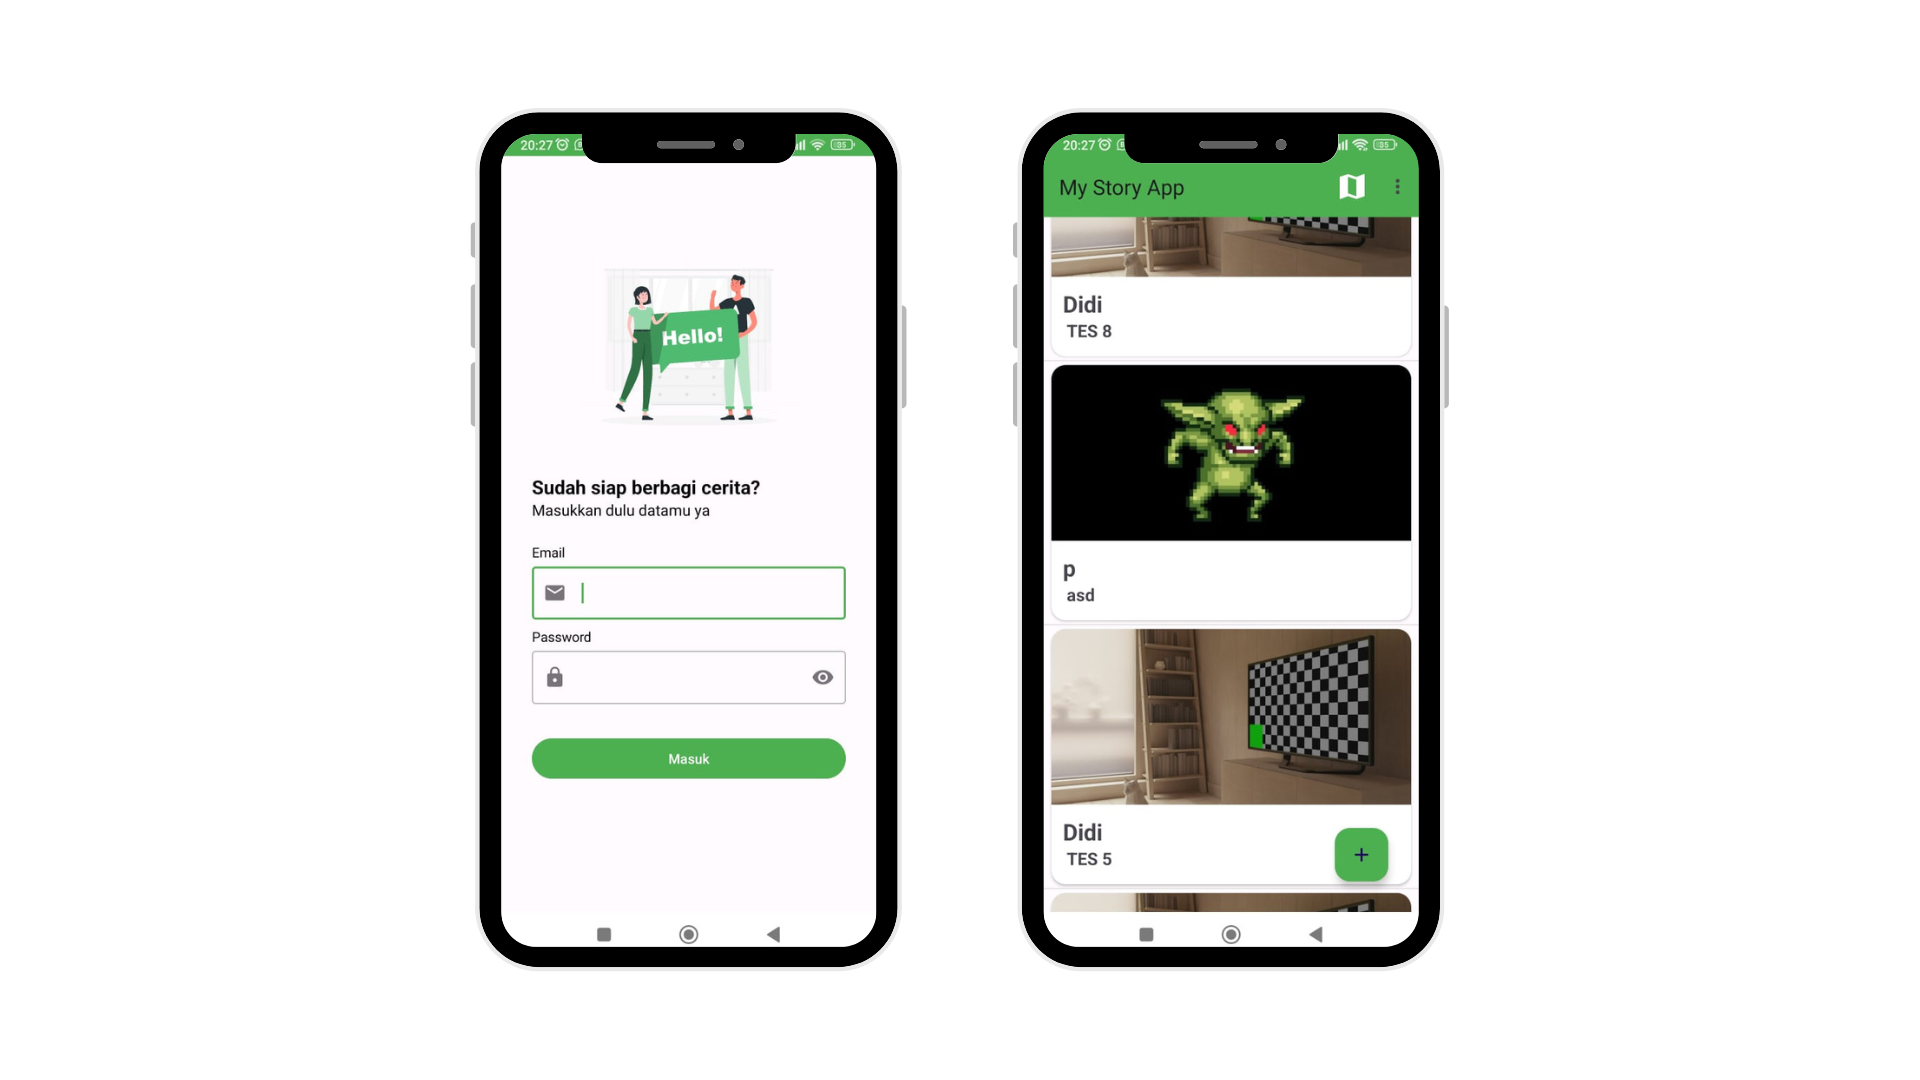 20:27
Hello!
Sudah siap berbagi cerita?
Masukkan dulu datamu ya
Email
Password
Masuk
20:27
My Story App
Didi
TES 8
p
asd
Didi
TES 5